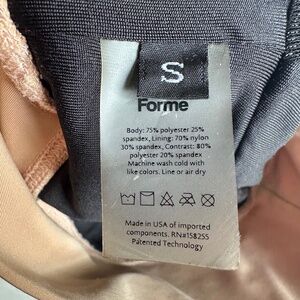 S
Forme
Body: 75% polyester 25%
spandex, Lining: 70% nylon
30% spandex, Contrast: 80%
polyester 20% spandex
Machine wash cold with
like colors. Line or air dry
Made in USA of imported
components. RN#158255
Patented Technology